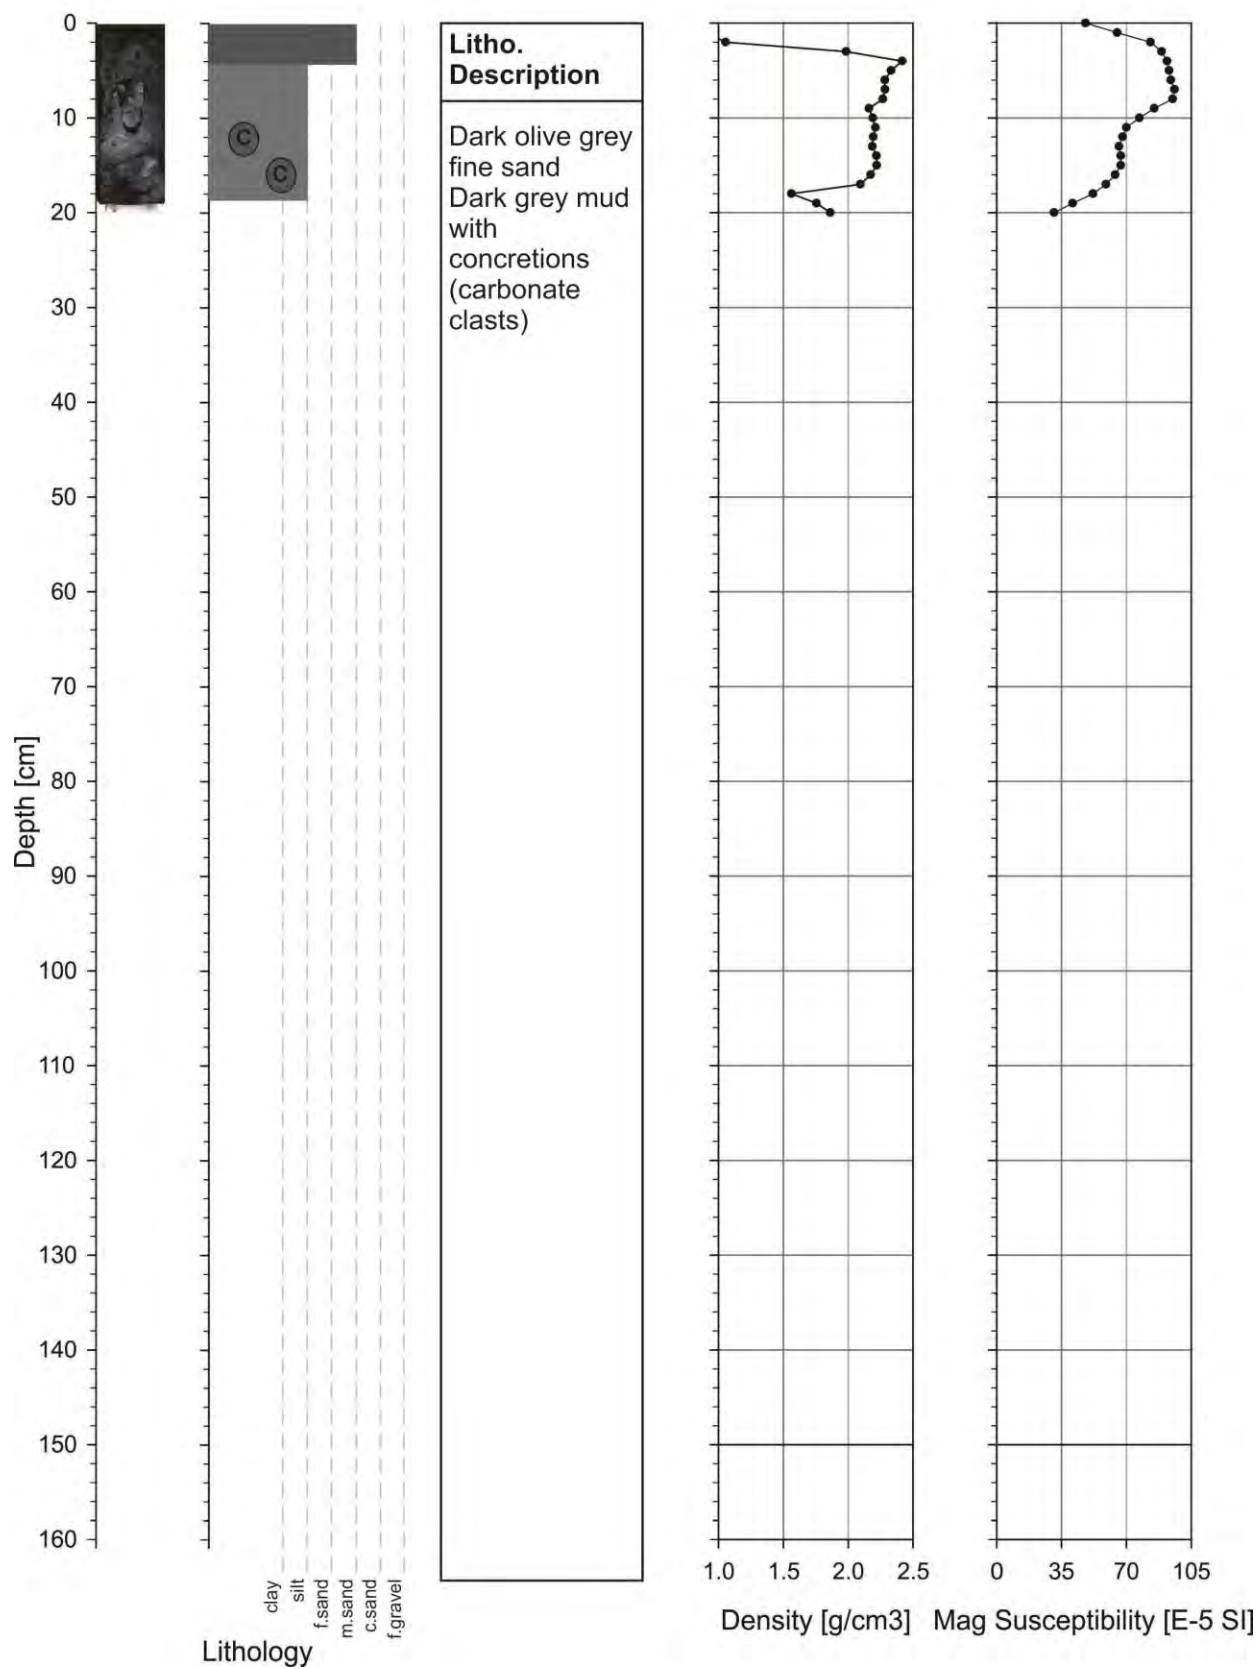 0
10
20
30
40
50
60
70
80
90
100
110
120
130
140
150
160
Depth [cm]
C
C
clay
silt
f.sand
m.sand
c.sand
f.gravel
Lithology
Litho.
Description
Dark olive grey
fine sand
Dark grey mud
with
concretions
(carbonate
clasts)
1.0 1.5 2.0 2.5
Density [g/cm3]
0 35 70 105
Mag Susceptibility [E-5 SI]